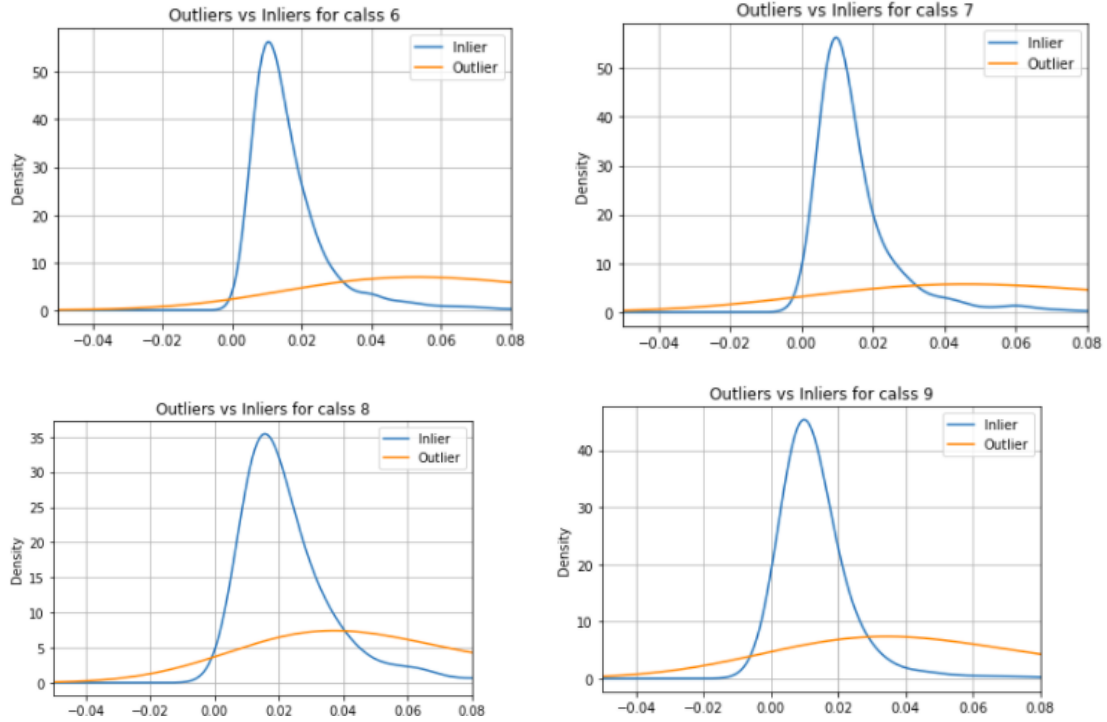 Outliers vs Inliers for calss 6
Inlier
Outlier
Density
50
40
30
20
10
0
−0.04 −0.02 0.00 0.02 0.04 0.06 0.08
Outliers vs Inliers for calss 7
Inlier
Outlier
Density
50
40
30
20
10
0
−0.04 −0.02 0.00 0.02 0.04 0.06 0.08
Outliers vs Inliers for calss 8
Inlier
Outlier
Density
35
30
25
20
15
10
5
0
−0.04 −0.02 0.00 0.02 0.04 0.06 0.08
Outliers vs Inliers for calss 9
Inlier
Outlier
Density
40
30
20
10
0
−0.04 −0.02 0.00 0.02 0.04 0.06 0.08